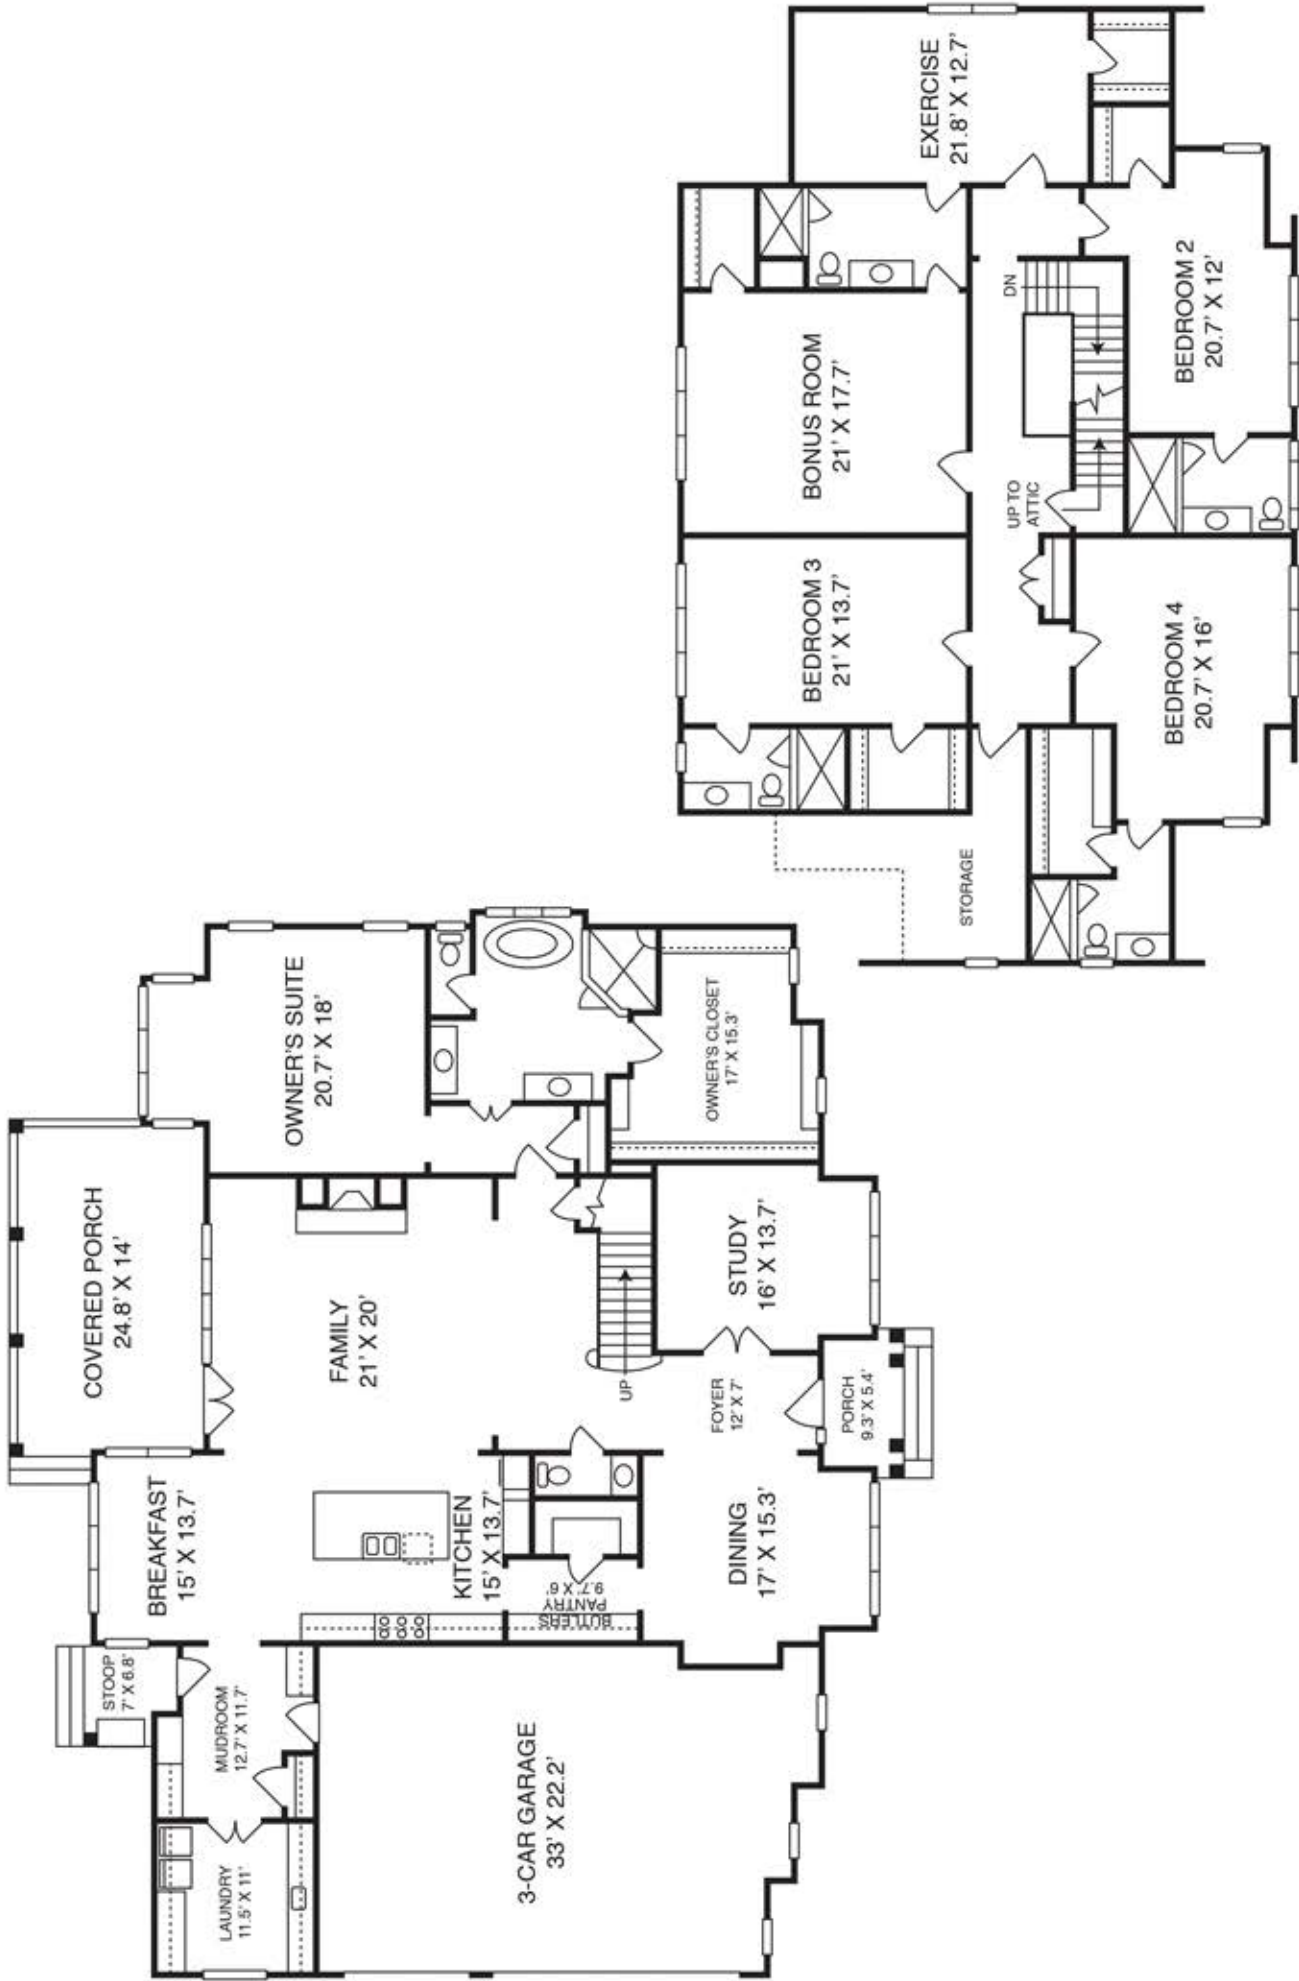 COVERED PORCH
24.8' X 14'
OWNER'S SUITE
20.7' X 18'
BREAKFAST
15' X 13.7'
FAMILY
21' X 20'
STOOP
7' X 6.8'
MUDROOM
12.7' X 11.7'
LAUNDRY
11.5' X 11'
KITCHEN
15' X 13.7'
BUTLERS
PANTRY
9.7' X 6'
UP
OWNER'S CLOSET
17' X 15.3'
STUDY
16' X 13.7'
FOYER
12' X 7'
DINING
17' X 15.3'
PORCH
9.3' X 5.4'
3-CAR GARAGE
33' X 22.2'
EXERCISE
21.8' X 12.7'
BONUS ROOM
21' X 17.7'
BEDROOM 3
21' X 13.7'
DN
UP TO
ATTIC
BEDROOM 2
20.7' X 12'
BEDROOM 4
20.7' X 16'
STORAGE